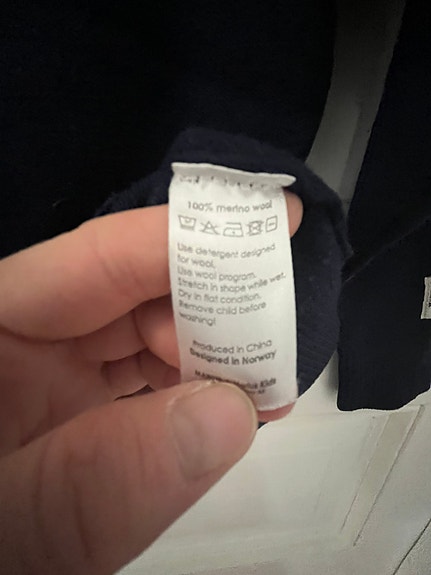 100% merino wool
Use detergent designed
for wool.
Use wool program.
Stretch in shape while wet.
Dry in flat condition.
Remove child before
washing!
Produced in China
Designed in Norway
Kids